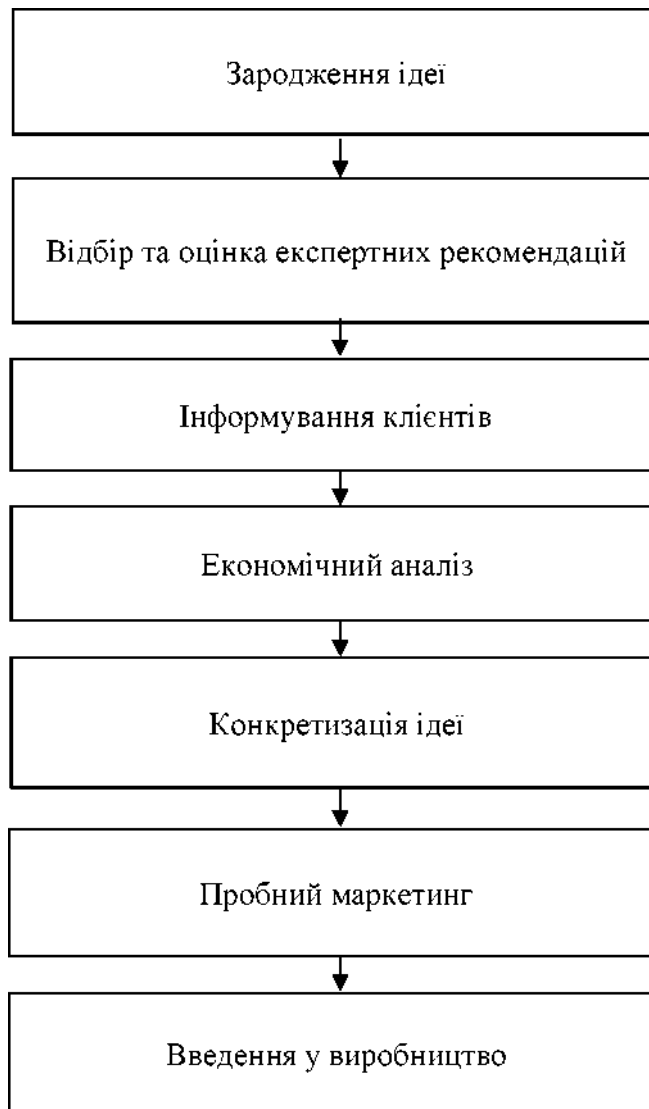 Зародження ідеї
Відбір та оцінка експертних рекомендацій
Інформування клієнтів
Економічний аналіз
Конкретизація ідеї
Пробний маркетинг
Введення у виробництво